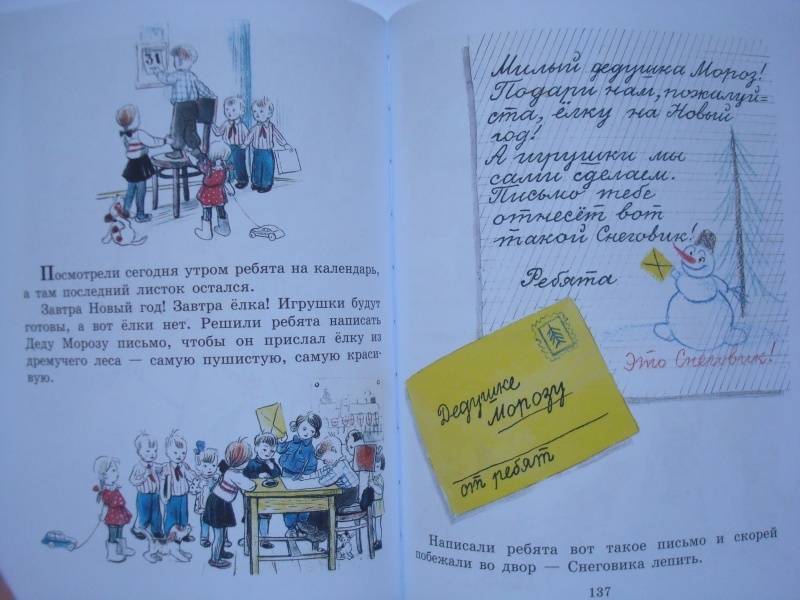 31
Посмотрели сегодня утром ребята на календарь,
а там последний листок остался.
Завтра Новый год! Завтра ёлка! Игрушки будут
готовы, а вот ёлки нет. Решили ребята написать
Деду Морозу письмо, чтобы он прислал ёлку из
дремучего леса — самую пушистую, самую краси-
вую.
Милый дедушка Мороз!
Подари нам, пожалуй=
ста, ёлку на Новый
год!
А игрушки мы
сами сделаем.
Письмо тебе
отнесёт вот
такой Снеговик!
Ребята
Это Снеговик!
Дедушке
Морозу
от ребят
Написали ребята вот такое письмо и скорей
побежали во двор — Снеговика лепить.
137